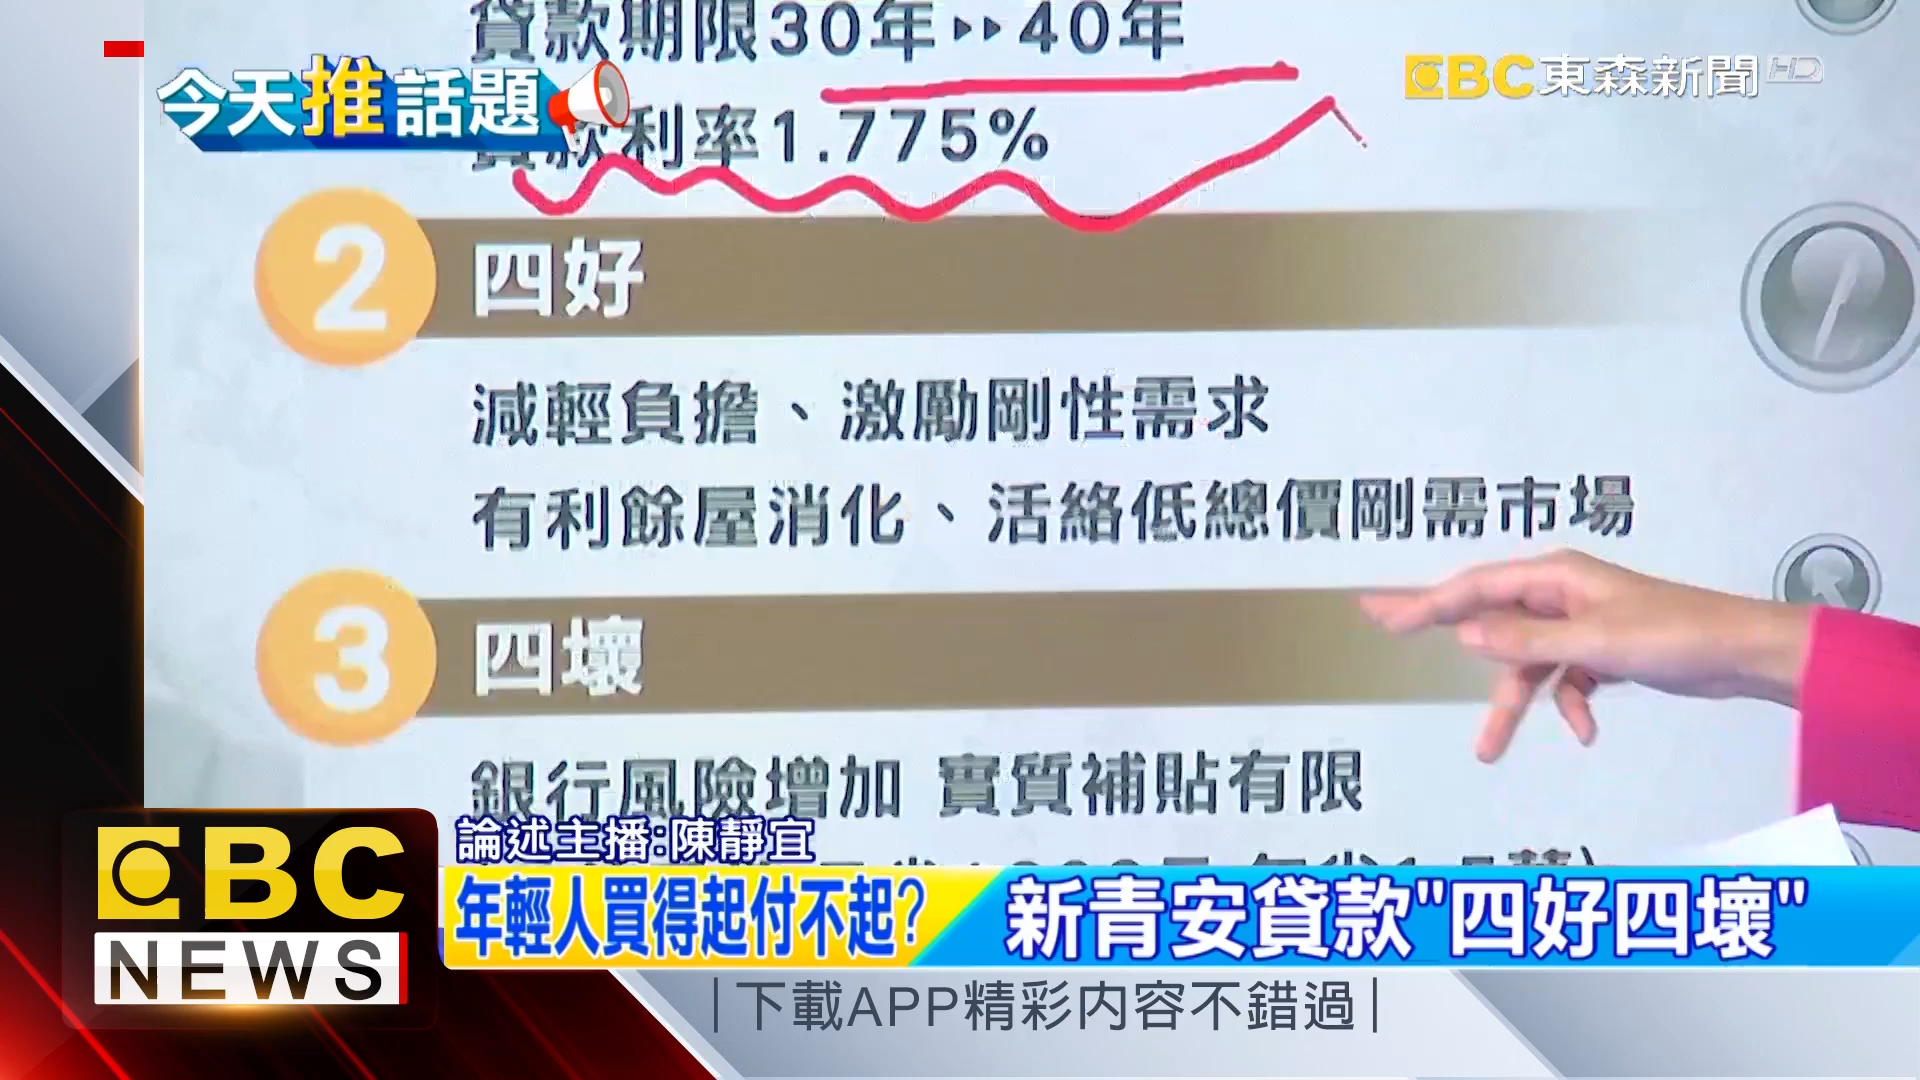 貸款期限30年▸▸40年
EBC東森新聞HD
今天推話題
貸款利率1.775%
2 四好
減輕負擔、激勵剛性需求
有利餘屋消化、活絡低總價剛需市場
3 四壞
銀行風險增加 實質補貼有限
論述主播:陳靜宜
EBC
NEWS
年輕人買得起付不起?
新青安貸款"四好四壞"
|下載APP精彩內容不錯過|